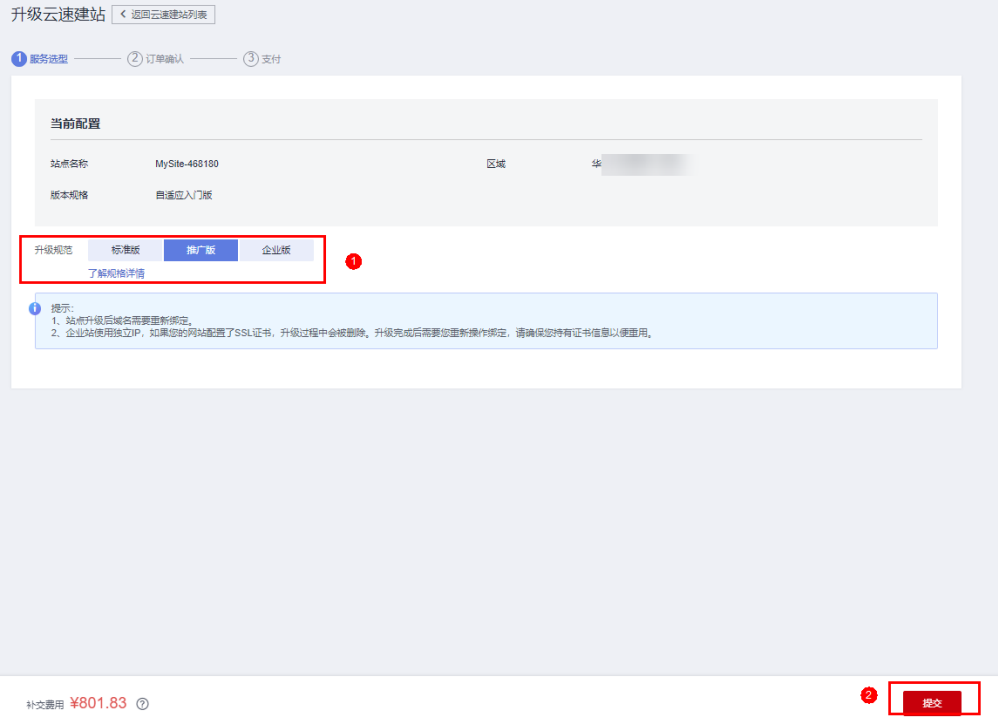 升级云速建站 返回云速建站列表
1 服务选型 2 订单确认 3 支付
当前配置
站点名称 MySite-468180 区域 华
版本规格 自适应入门版
升级规范 标准版 推广版 企业版
1
了解规格详情
提示:
1、站点升级后域名需要重新绑定。
2、企业站使用独立IP，如果您的网站配置了SSL证书，升级过程中会被删除。升级完成后需要您重新操作绑定，请确保您持有证书信息以便重用。
补交费用 ¥801.83 ? 2 提交